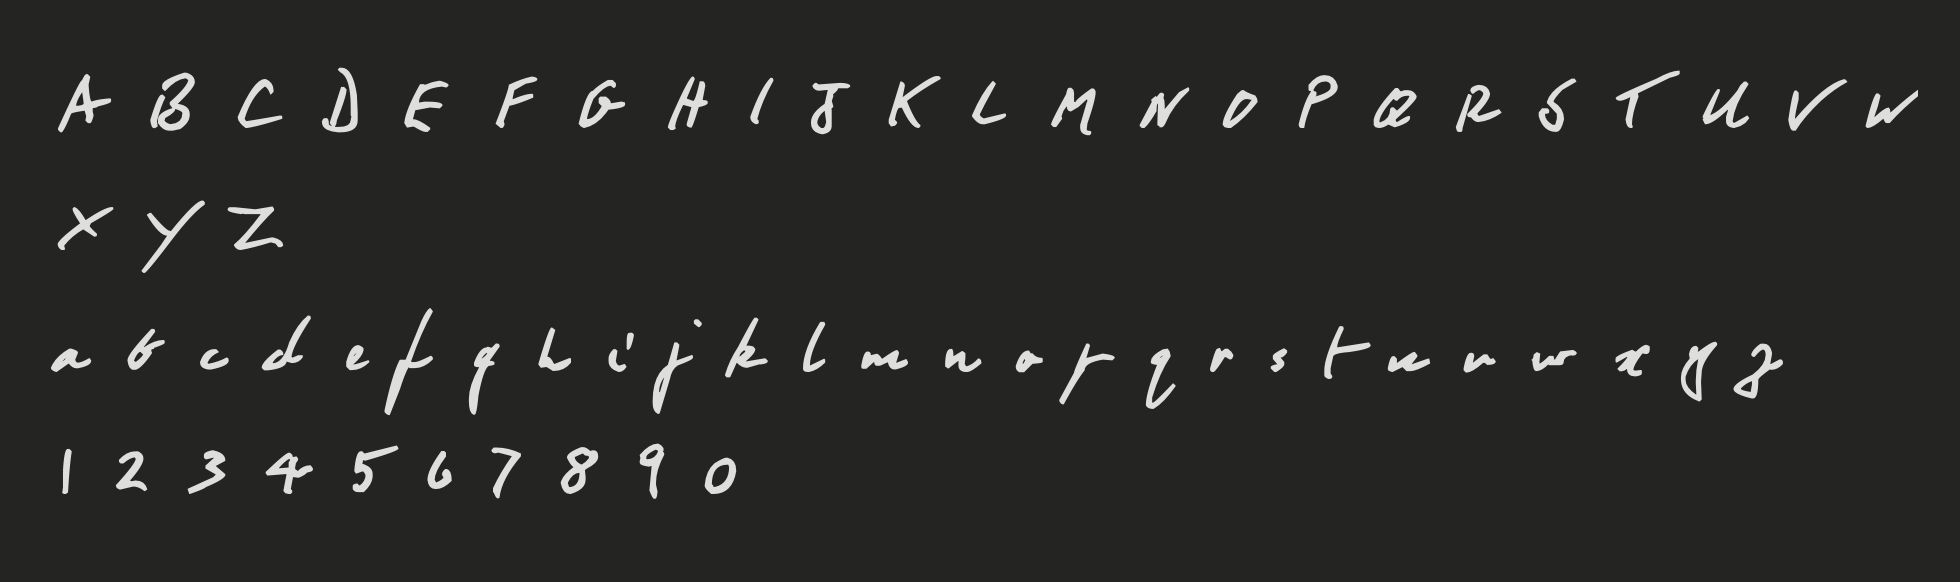 A B C D E F G H I J K L M N O P Q R S T U V W
X Y Z
a b c d e f g h i j k l m n o p q r s t u v w x y z
1 2 3 4 5 6 7 8 9 0